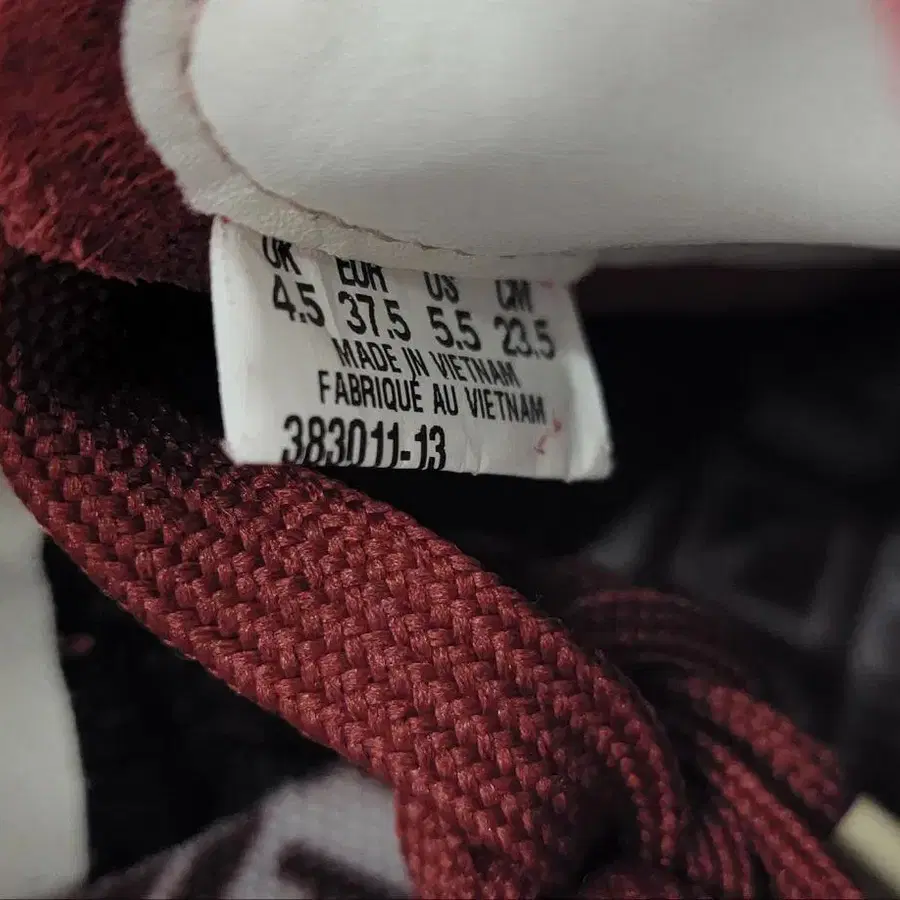 UK EUR US CM
4.5 37.5 5.5 23.5
MADE IN VIETNAM
FABRIQUÉ AU VIETNAM
383011-13